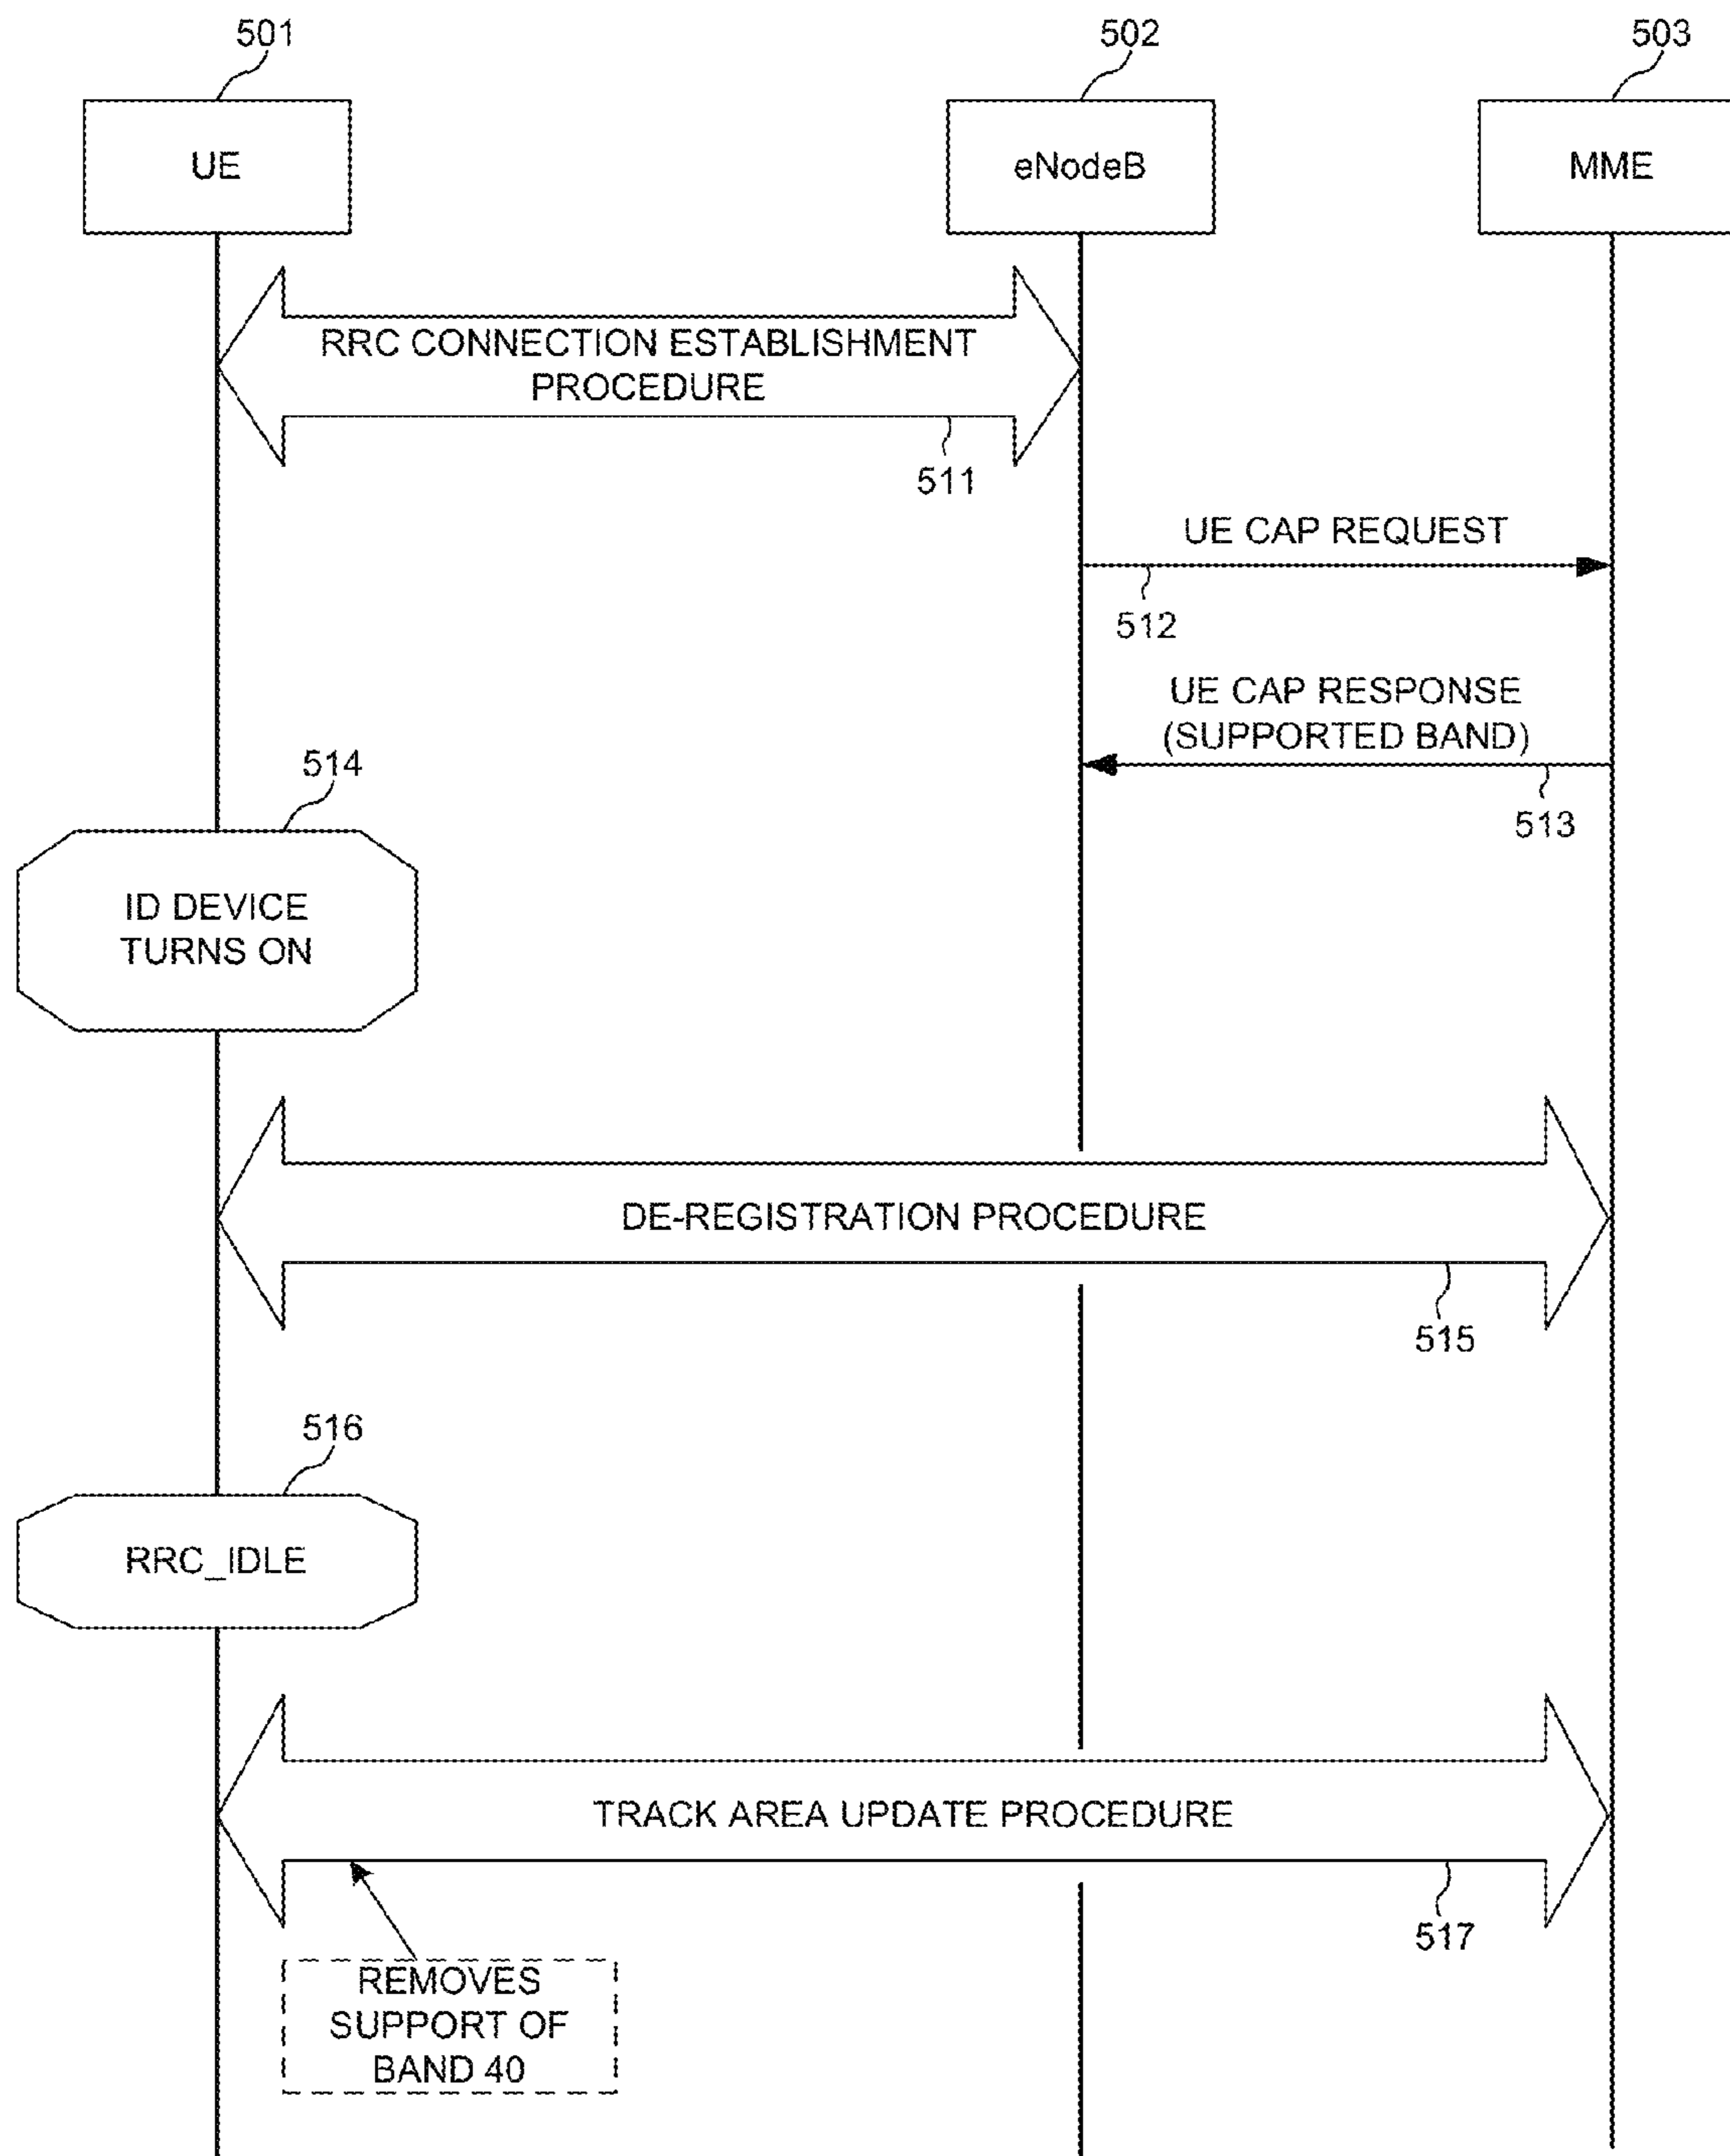 501
502
503
UE
eNodeB
MME
RRC CONNECTION ESTABLISHMENT
PROCEDURE
511
UE CAP REQUEST
512
UE CAP RESPONSE
(SUPPORTED BAND)
513
514
ID DEVICE
TURNS ON
DE-REGISTRATION PROCEDURE
515
516
RRC_IDLE
TRACK AREA UPDATE PROCEDURE
517
REMOVES
SUPPORT OF
BAND 40